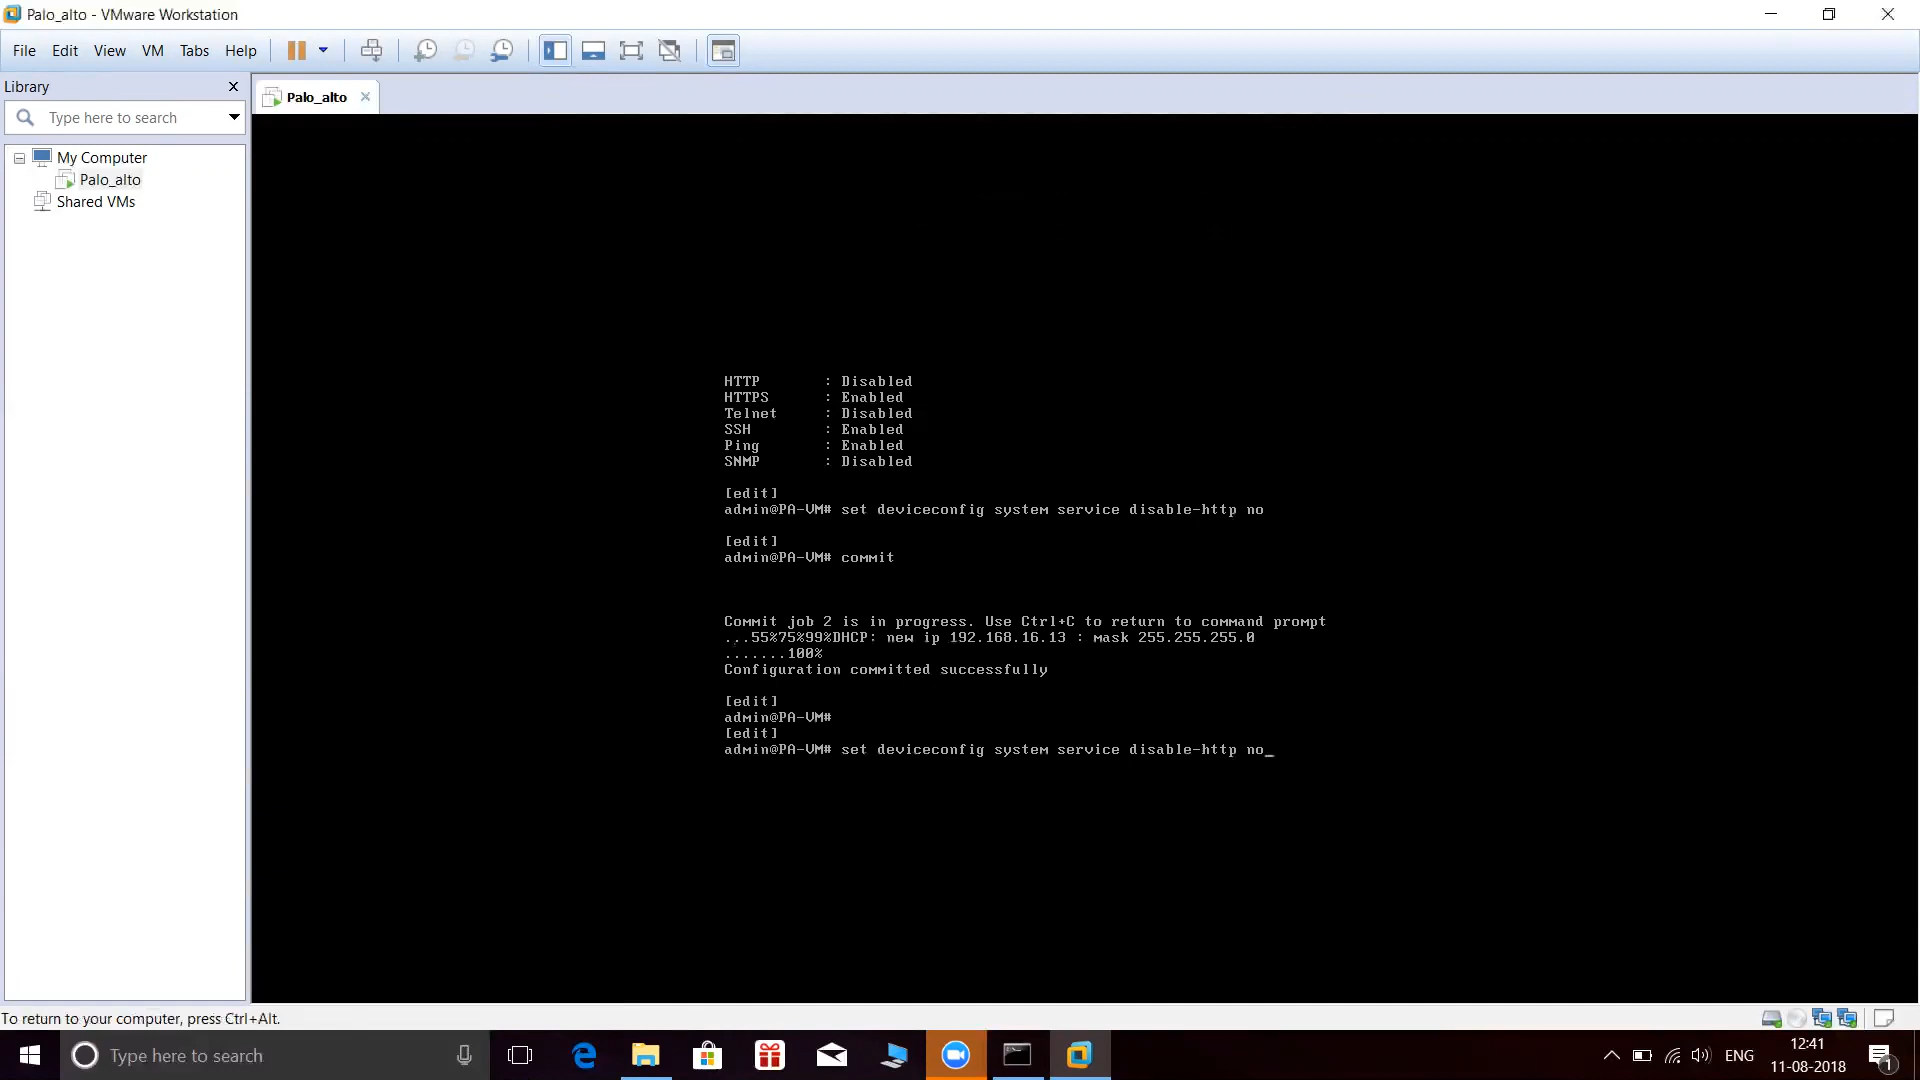 Palo_alto - VMware Workstation
File Edit View VM Tabs Help
Library
Type here to search
Palo_alto
My Computer
Palo_alto
Shared VMs
HTTP : Disabled
HTTPS : Enabled
Telnet : Disabled
SSH : Enabled
Ping : Enabled
SNMP : Disabled
[edit]
admin@PA-VM# set deviceconfig system service disable-http no
[edit]
admin@PA-VM# commit
Commit job 2 is in progress. Use Ctrl+C to return to command prompt
...55%75%99%DHCP: new ip 192.168.16.13 : mask 255.255.255.0
.......100%
Configuration committed successfully
[edit]
admin@PA-VM#
[edit]
admin@PA-VM# set deviceconfig system service disable-http no_
To return to your computer, press Ctrl+Alt.
Type here to search
ENG
12:41
11-08-2018
1